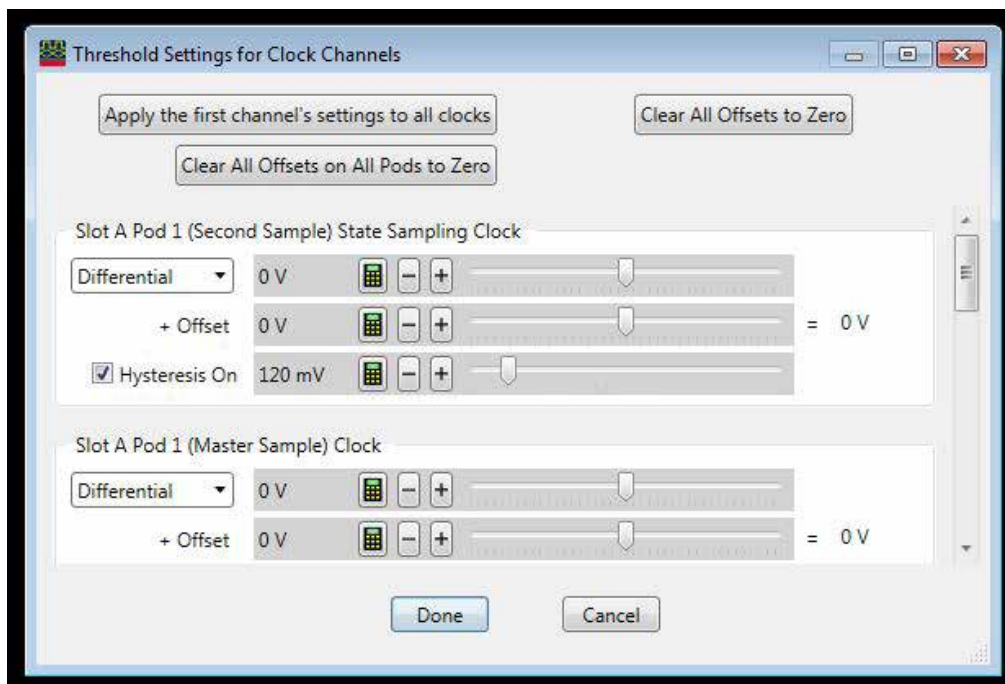 Threshold Settings for Clock Channels
Apply the first channel's settings to all clocks
Clear All Offsets to Zero
Clear All Offsets on All Pods to Zero
Slot A Pod 1 (Second Sample) State Sampling Clock
Differential 0 V - +
+ Offset 0 V - + = 0 V
Hysteresis On 120 mV - +
Slot A Pod 1 (Master Sample) Clock
Differential 0 V - +
+ Offset 0 V - + = 0 V
Done Cancel